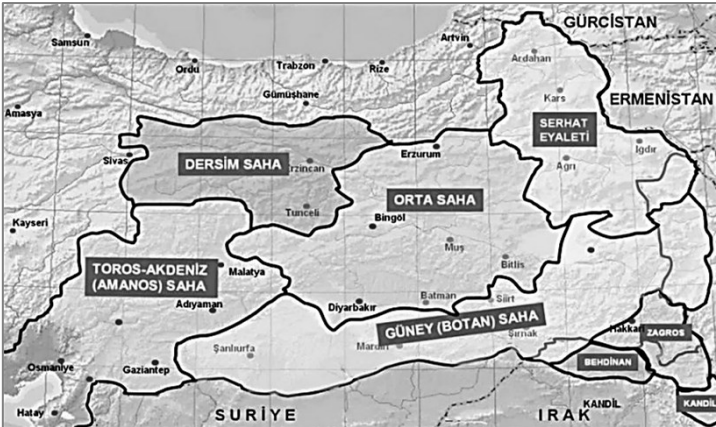 GÜRCİSTAN
Artvin
Samsun
Ardahan
Ordu
Trabzon
Rize
Kars
Gümüşhane
ERMENİSTAN
Amasya
SERHAT
EYALETİ
Iğdır
Erzurum
Sivas
DERSİM SAHA
Erzincan
Ağrı
ORTA SAHA
Tunceli
Bingöl
Kayseri
Muş
Bitlis
TOROS-AKDENİZ
(AMANOS) SAHA
Malatya
Adıyaman
Diyarbakır
Batman
Siirt
GÜNEY (BOTAN) SAHA
Hakkari
ZAGROS
Şırnak
Mardin
Şanlıurfa
BEHDİNAN
Osmaniye
Gaziantep
KANDİL
KANDİL
Hatay
SURİYE
IRAK